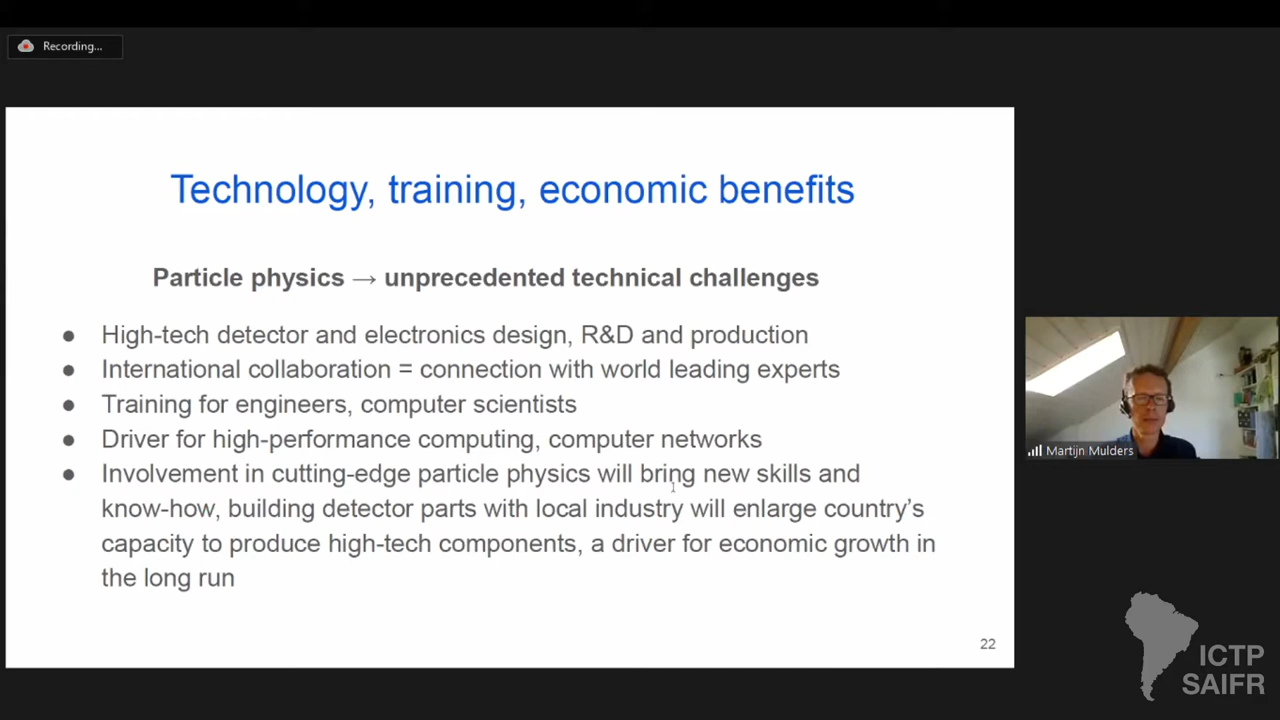 Recording...
Technology, training, economic benefits
Particle physics → unprecedented technical challenges
● High-tech detector and electronics design, R&D and production
● International collaboration = connection with world leading experts
● Training for engineers, computer scientists
● Driver for high-performance computing, computer networks
● Involvement in cutting-edge particle physics will bring new skills and
know-how, building detector parts with local industry will enlarge country's
capacity to produce high-tech components, a driver for economic growth in
the long run
22
Martijn Mulders
ICTP
SAIFR